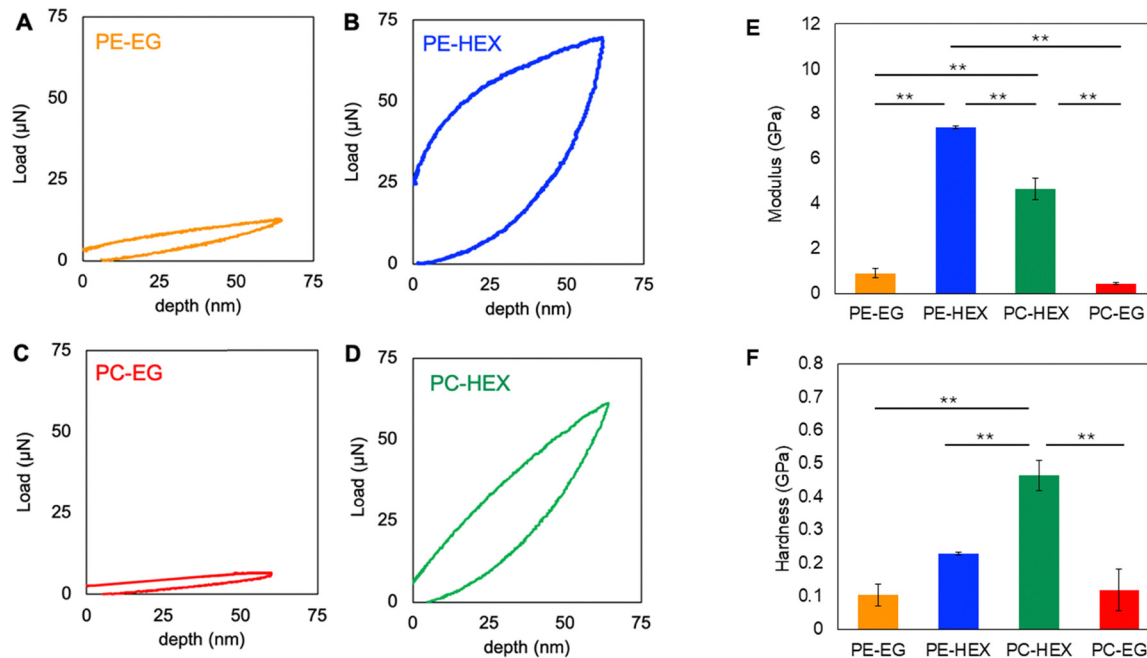 A
75
PE-EG
50
25
0
Load (µN)
0 25 50 75
depth (nm)
B
75
PE-HEX
50
25
0
Load (µN)
0 25 50 75
depth (nm)
C
75
PC-EG
50
25
0
Load (µN)
0 25 50 75
depth (nm)
D
75
PC-HEX
50
25
0
Load (µN)
0 25 50 75
depth (nm)
E
12
10
8
6
4
2
0
Modulus (GPa)
**
**
** ** **
PE-EG PE-HEX PC-HEX PC-EG
F
0.8
0.7
0.6
0.5
0.4
0.3
0.2
0.1
0
Hardness (GPa)
**
** **
PE-EG PE-HEX PC-HEX PC-EG